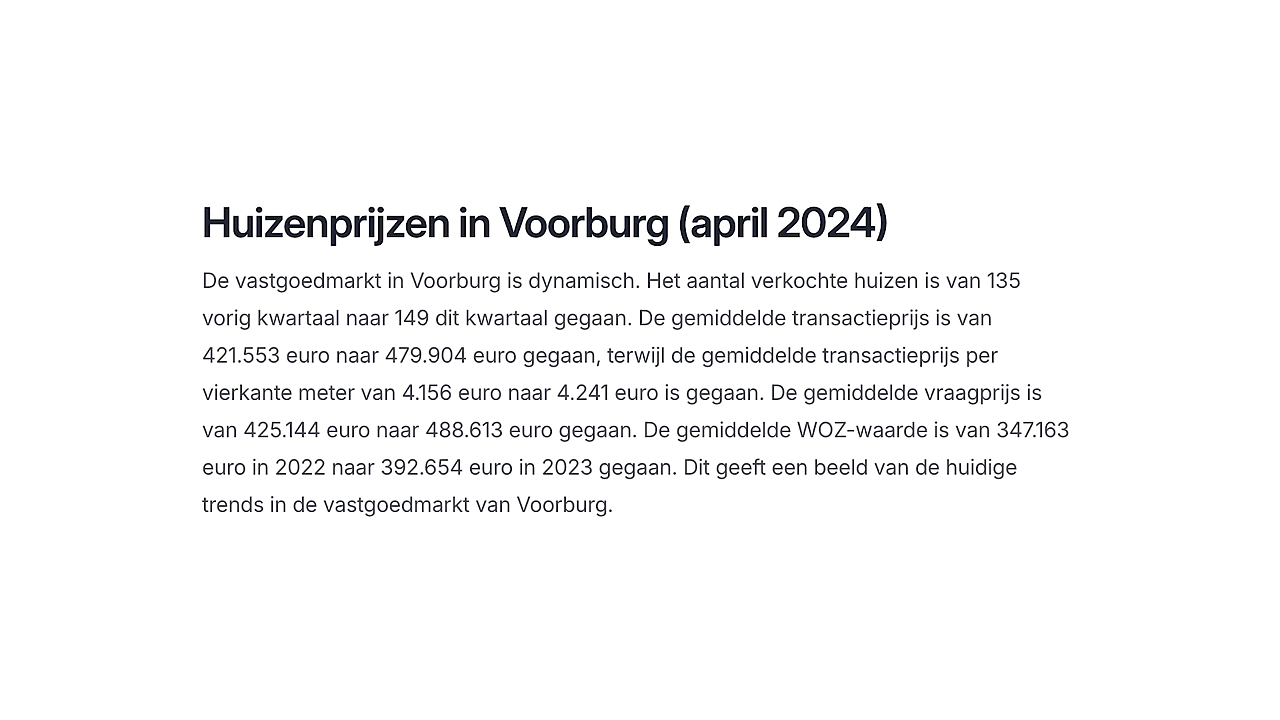 Huizenprijzen in Voorburg (april 2024)
De vastgoedmarkt in Voorburg is dynamisch. Het aantal verkochte huizen is van 135
vorig kwartaal naar 149 dit kwartaal gegaan. De gemiddelde transactieprijs is van
421.553 euro naar 479.904 euro gegaan, terwijl de gemiddelde transactieprijs per
vierkante meter van 4.156 euro naar 4.241 euro is gegaan. De gemiddelde vraagprijs is
van 425.144 euro naar 488.613 euro gegaan. De gemiddelde WOZ-waarde is van 347.163
euro in 2022 naar 392.654 euro in 2023 gegaan. Dit geeft een beeld van de huidige
trends in de vastgoedmarkt van Voorburg.